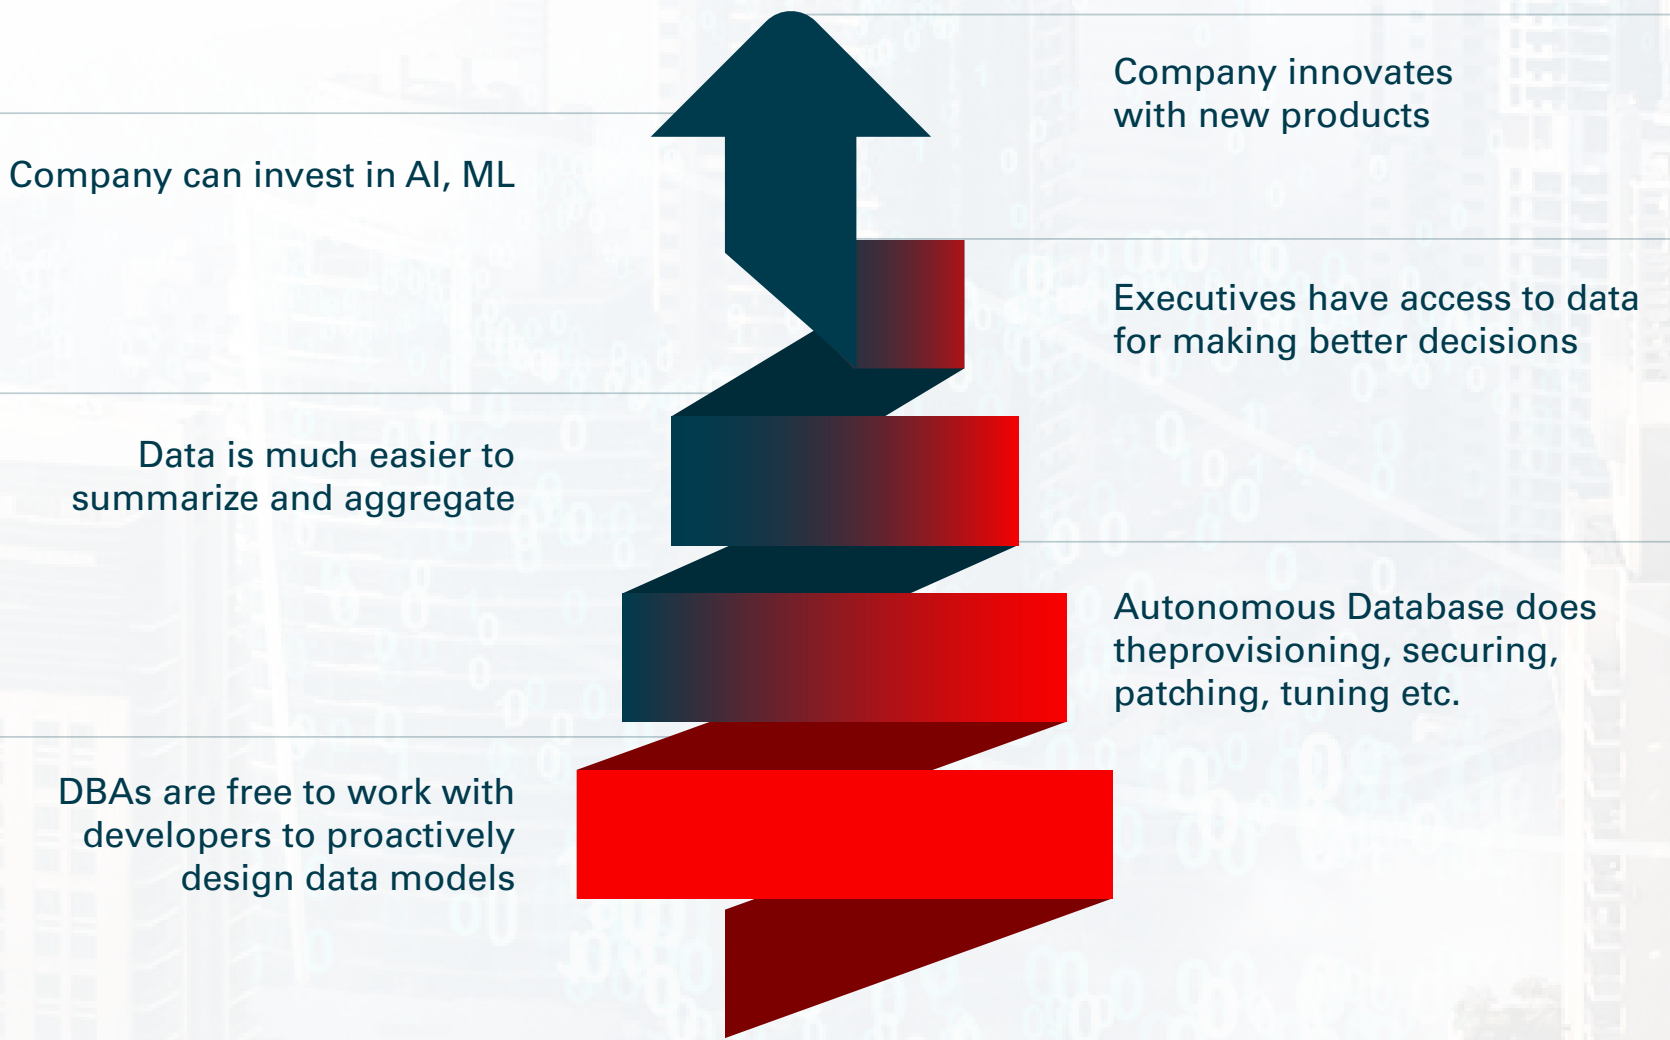 Company innovates
with new products
Company can invest in AI, ML
Executives have access to data
for making better decisions
Data is much easier to
summarize and aggregate
Autonomous Database does
theprovisioning, securing,
patching, tuning etc.
DBAs are free to work with
developers to proactively
design data models